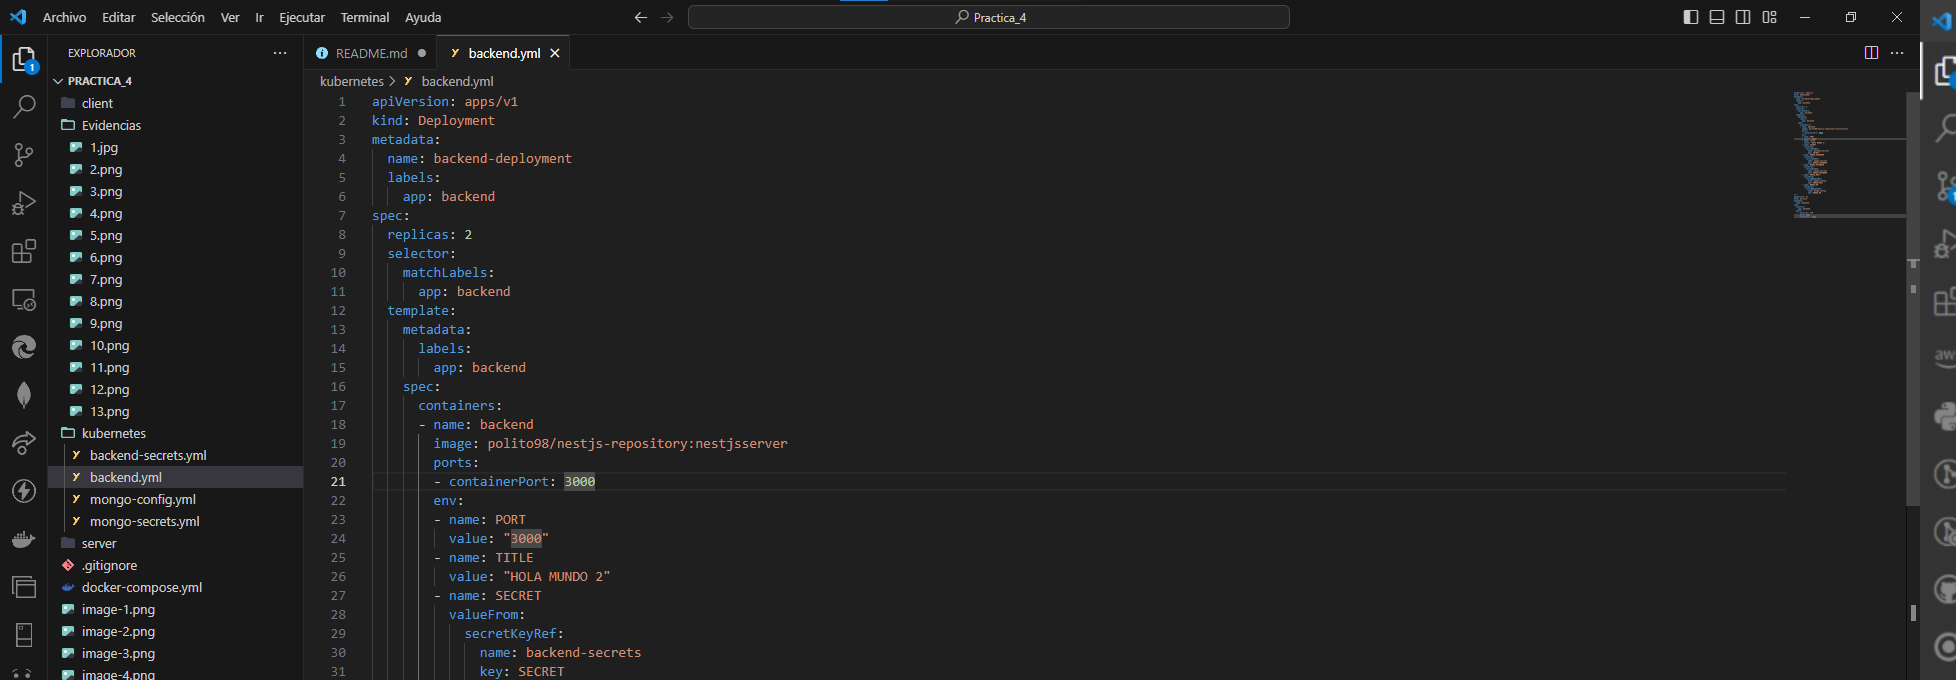 Archivo Editar Selección Ver Ir Ejecutar Terminal Ayuda
Practica_4
EXPLORADOR
README.md
backend.yml
1
PRACTICA_4
kubernetes > backend.yml
client
Evidencias
1.jpg
2.png
3.png
4.png
5.png
6.png
7.png
8.png
9.png
10.png
11.png
12.png
13.png
kubernetes
backend-secrets.yml
backend.yml
mongo-config.yml
mongo-secrets.yml
server
.gitignore
docker-compose.yml
image-1.png
image-2.png
image-3.png
image-4.png
1 apiVersion: apps/v1
2 kind: Deployment
3 metadata:
4 name: backend-deployment
5 labels:
6 app: backend
7 spec:
8 replicas: 2
9 selector:
10 matchLabels:
11 app: backend
12 template:
13 metadata:
14 labels:
15 app: backend
16 spec:
17 containers:
18 - name: backend
19 image: polito98/nestjs-repository:nestjsserver
20 ports:
21 - containerPort: 3000
22 env:
23 - name: PORT
24 value: "3000"
25 - name: TITLE
26 value: "HOLA MUNDO 2"
27 - name: SECRET
28 valueFrom:
29 secretKeyRef:
30 name: backend-secrets
31 key: SECRET
aws